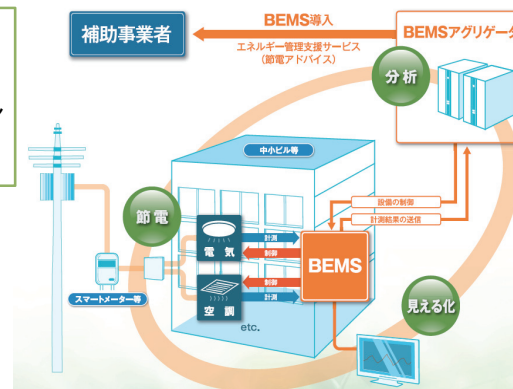 補助事業者
BEMS導入
エネルギー管理支援サービス
(節電アドバイス)
BEMSアグリゲータ
分析
中小ビル等
設備の制御
計測結果の送信
節電
電気
計測
制御
BEMS
制御
計測
空調
スマートメーター等
etc.
見える化